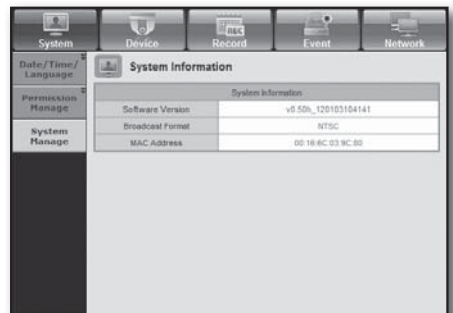 System Device Record Event Network
REC
Date/Time/
Language
System Information
Permission
Manage
System
Manage
System Information
Software Version v0.50h_120103104141
Broadcast Format NTSC
MAC Address 00:16:6C:03:9C:80